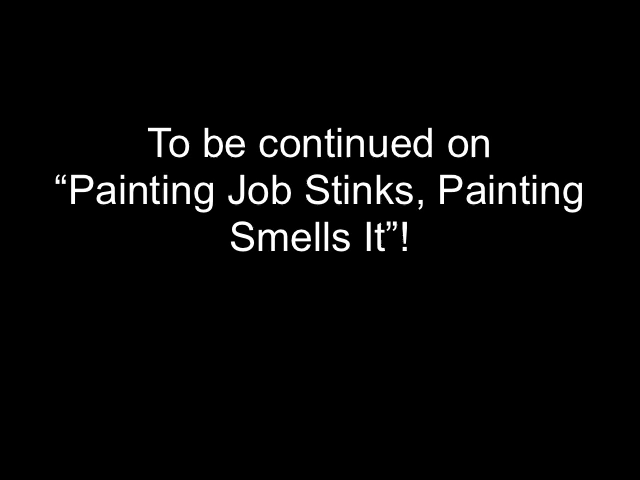 To be continued on
“Painting Job Stinks, Painting
Smells It”!